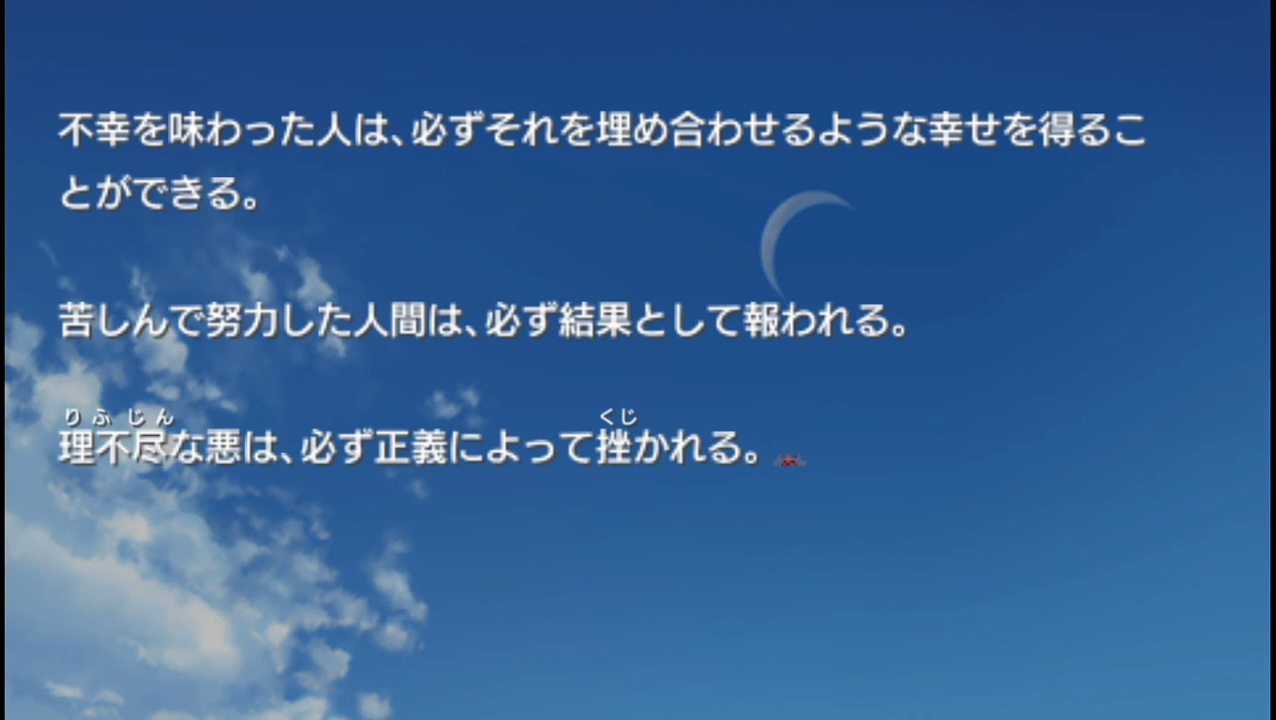 不幸を味わった人は、必ずそれを埋め合わせるような幸せを得るこ
とができる。
苦しんで努力した人間は、必ず結果として報われる。
りふじん くじ
理不尽な悪は、必ず正義によって挫かれる。